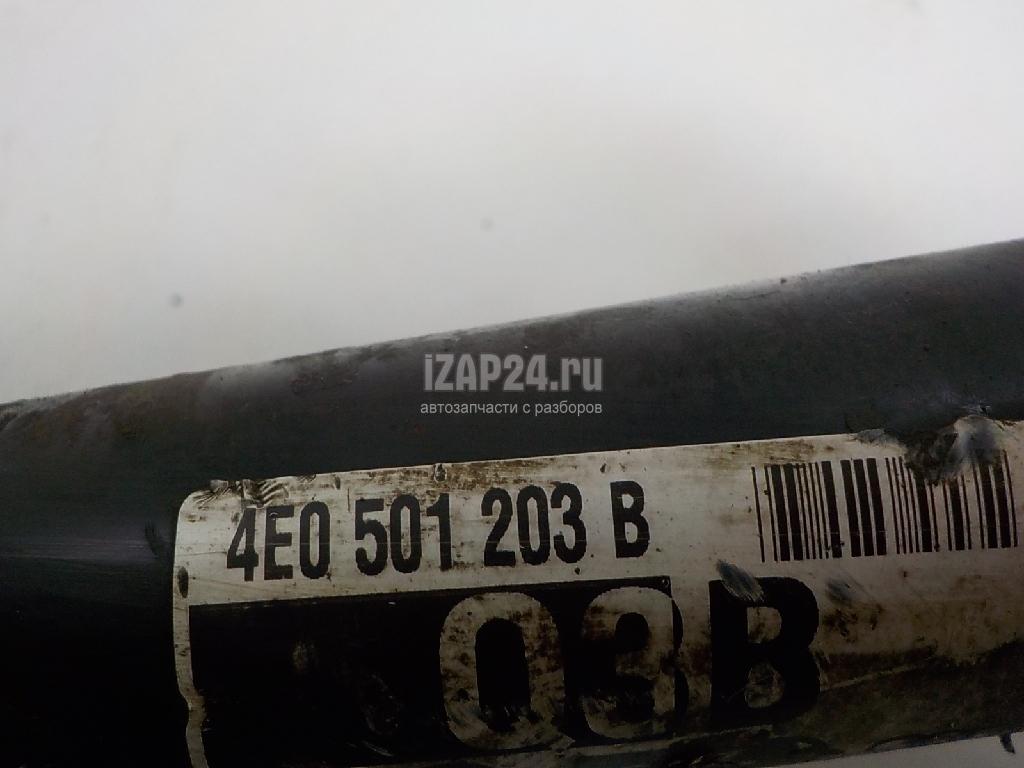 iZAP24.ru
автозапчасти с разборов
4E0 501 203 B
03B